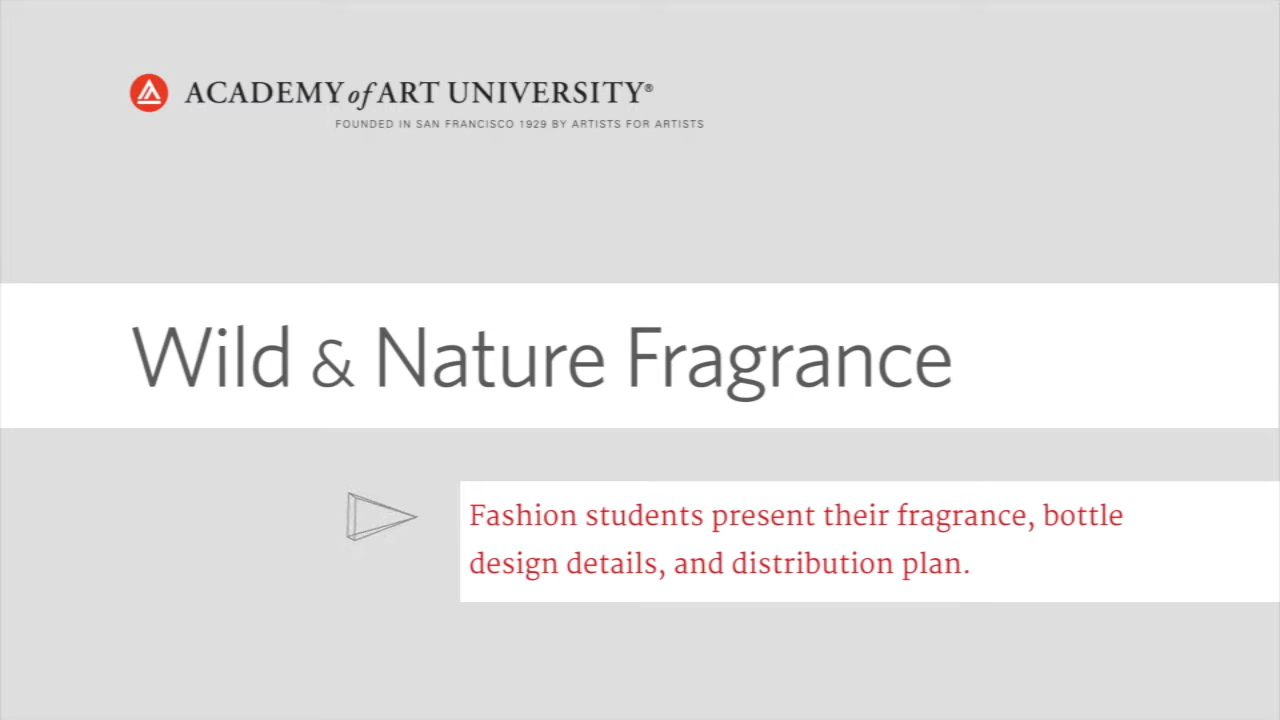 ACADEMY of ART UNIVERSITY®
FOUNDED IN SAN FRANCISCO 1929 BY ARTISTS FOR ARTISTS
Wild & Nature Fragrance
Fashion students present their fragrance, bottle
design details, and distribution plan.